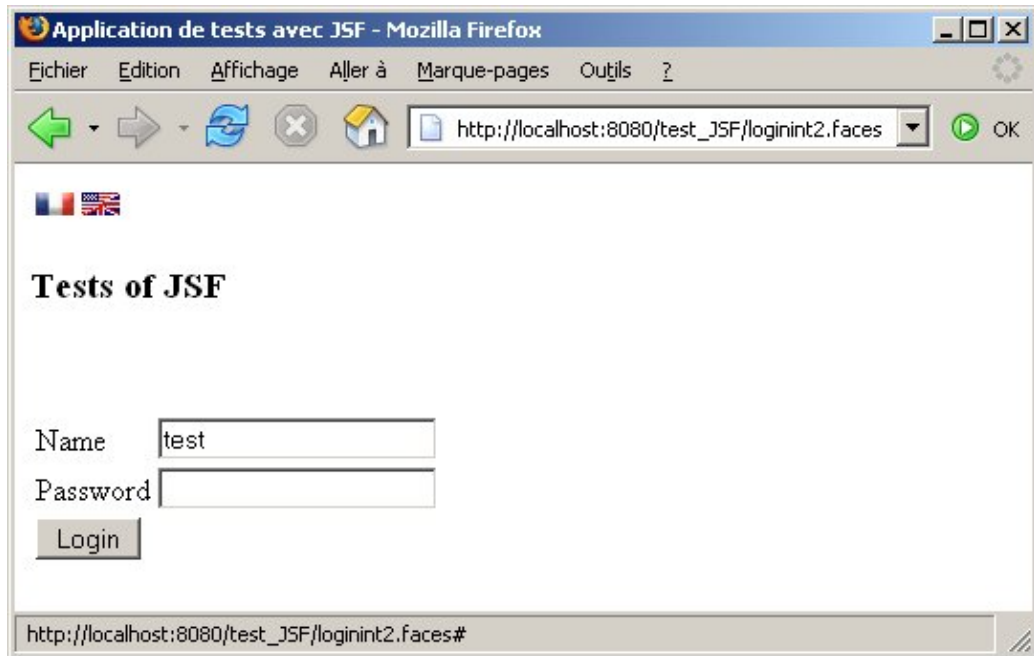 Application de tests avec JSF - Mozilla Firefox
Fichier Edition Affichage Aller à Marque-pages Outils ?
http://localhost:8080/test_JSF/loginint2.faces OK
Tests of JSF
Name test
Password
Login
http://localhost:8080/test_JSF/loginint2.faces#